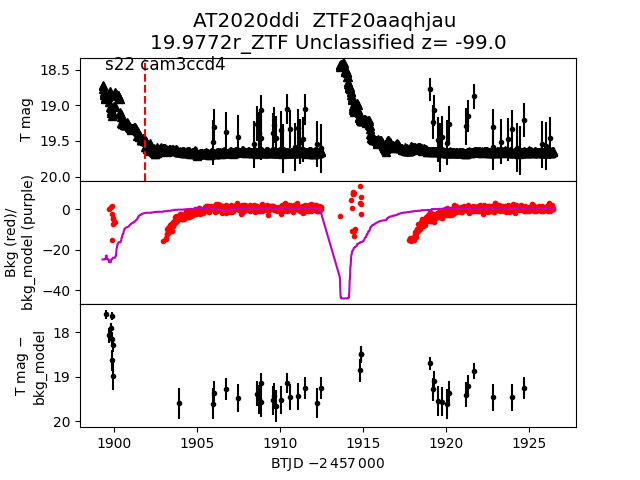 AT2020ddi  ZTF20aaqhjau
19.9772r_ZTF Unclassified z= -99.0
s22 cam3ccd4
T mag
18.5
19.0
19.5
20.0
Bkg (red)/
bkg_model (purple)
0
−20
−40
T mag −
bkg_model
18
19
20
1900
1905
1910
1915
1920
1925
BTJD −2 457 000